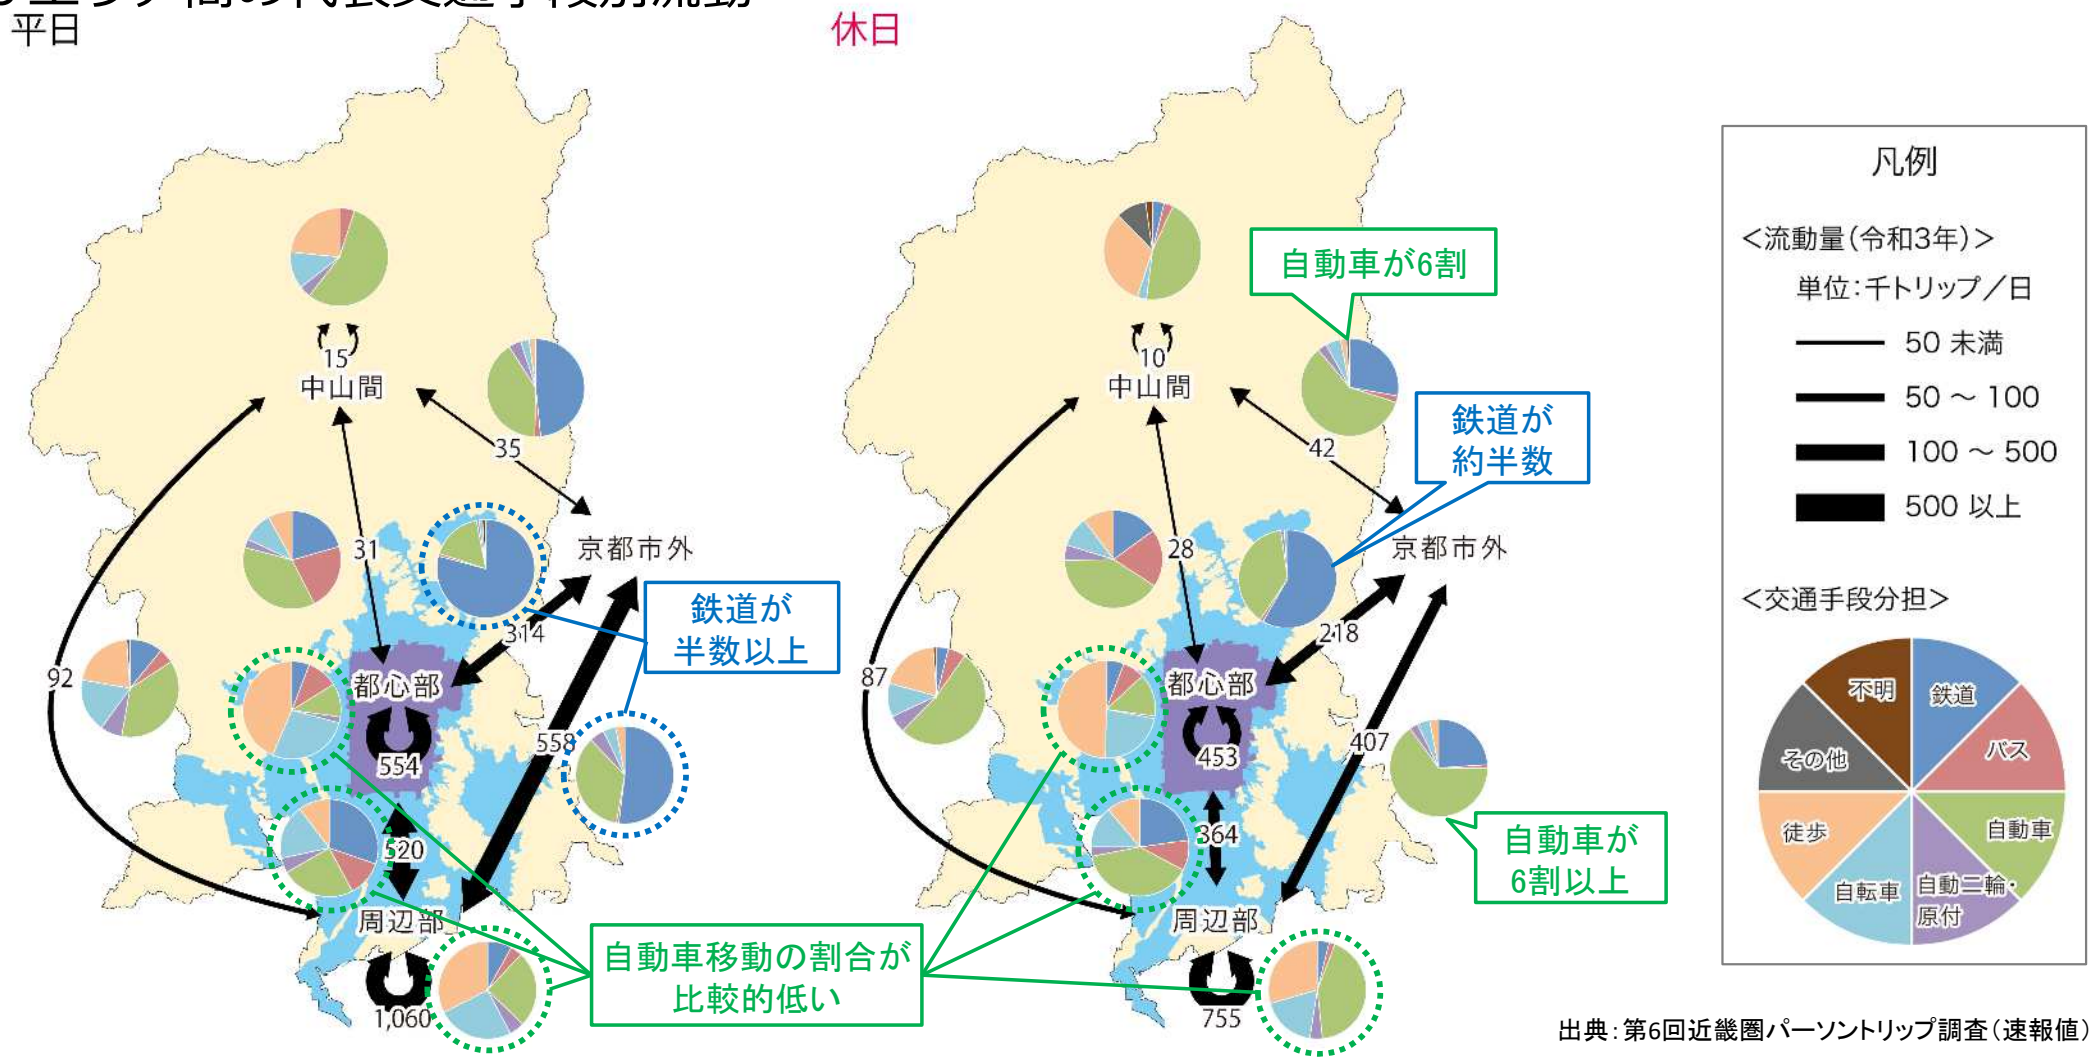 平日
15
中山間
35
31
京都市外
314
鉄道が
半数以上
92
都心部
554
558
520
周辺部
1,060
自動車移動の割合が
比較的低い
休日
自動車が6割
10
中山間
鉄道が
約半数
42
28
京都市外
218
87
都心部
453
407
364
自動車が
6割以上
周辺部
755
凡例
<流動量(令和3年)>
単位:千トリップ/日
50 未満
50 ~ 100
100 ~ 500
500 以上
<交通手段分担>
不明
鉄道
その他
バス
徒歩
自動車
自転車
自動二輪・
原付
出典:第6回近畿圏パーソントリップ調査(速報値)